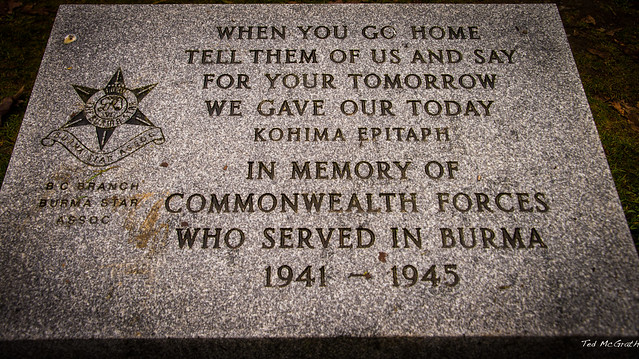 WHEN YOU GO HOME
TELL THEM OF US AND SAY
FOR YOUR TOMORROW
WE GAVE OUR TODAY
KOHIMA EPITAPH
IN MEMORY OF
COMMONWEALTH FORCES
WHO SERVED IN BURMA
1941 - 1945
B C BRANCH
BURMA STAR
ASSOC
Ted McGrath